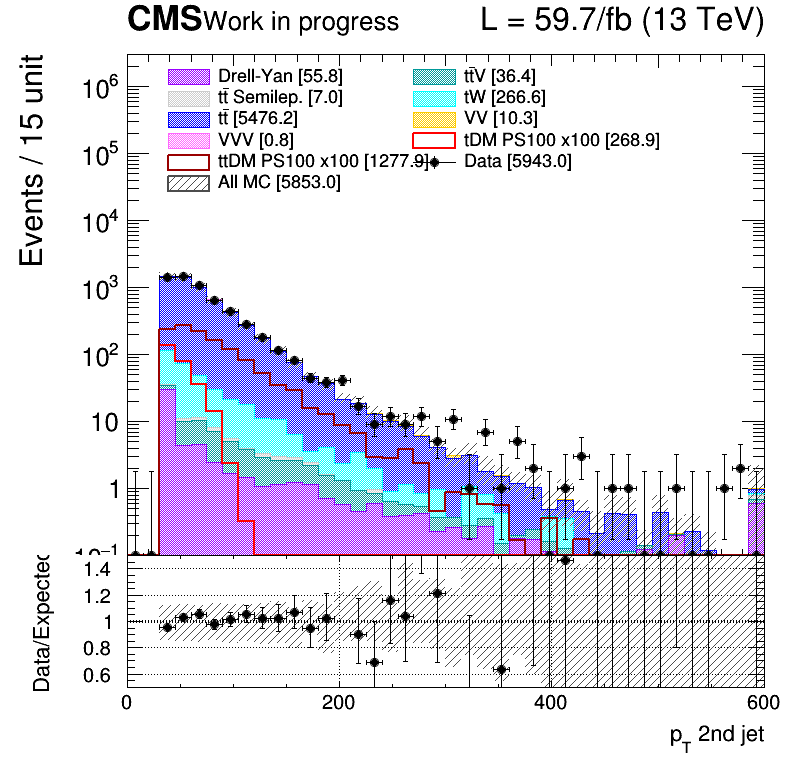 CMS Work in progress L = 59.7/fb (13 TeV)
Events / 15 unit
Drell-Yan [55.8] tt̄V [36.4]
tt̄ Semilep. [7.0] tW [266.6]
tt̄ [5476.2] VV [10.3]
VVV [0.8] tDM PS100 x100 [268.9]
ttDM PS100 x100 [1277.9] Data [5943.0]
All MC [5853.0]
10⁶
10⁵
10⁴
10³
10²
10
1
10⁻¹
Data/Expected
1.4
1.2
1
0.8
0.6
0 200 400 600
p_T 2nd jet